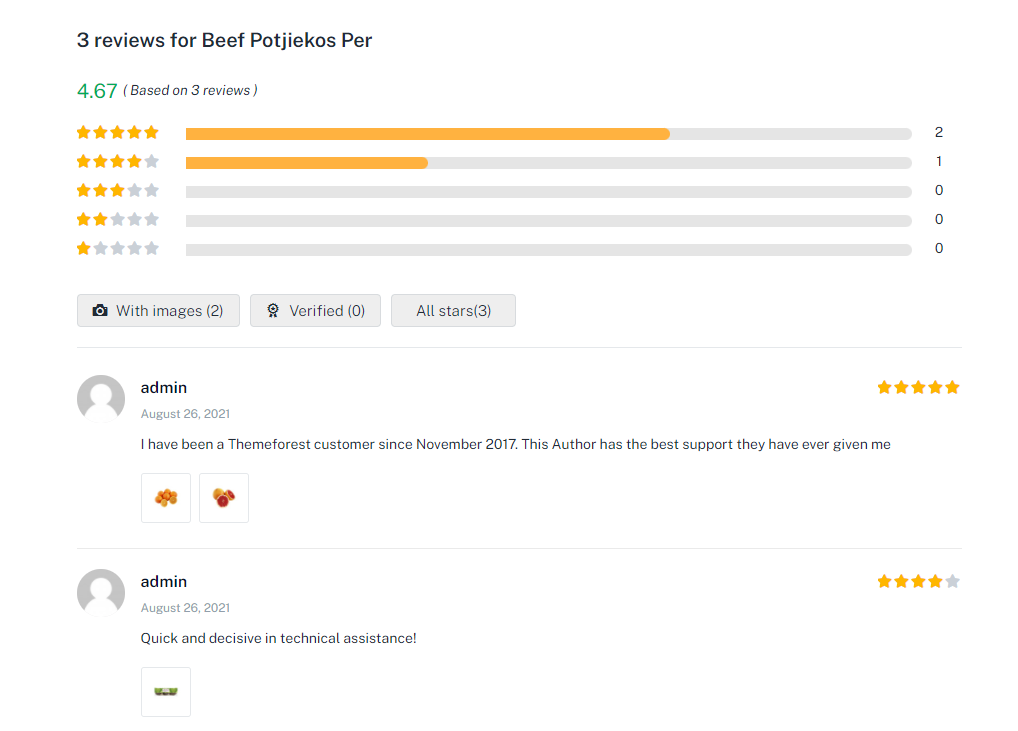 3 reviews for Beef Potjiekos Per
4.67 ( Based on 3 reviews )
2
1
0
0
0
With images (2) Verified (0) All stars(3)
admin
August 26, 2021
I have been a Themeforest customer since November 2017. This Author has the best support they have ever given me
admin
August 26, 2021
Quick and decisive in technical assistance!